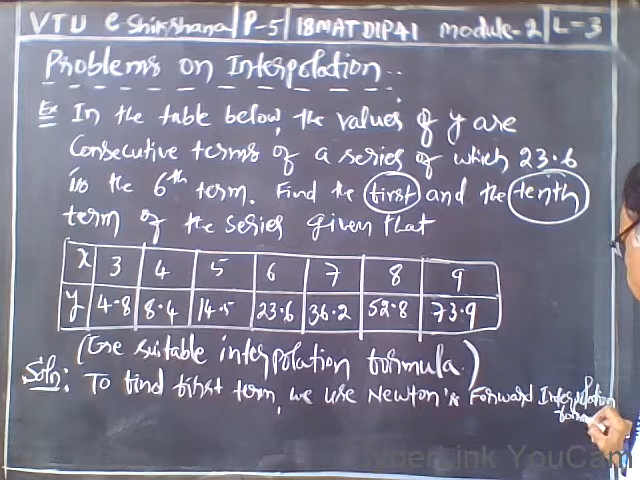 VTU e-Shikshana P-5 18MATDIP41 module-2 L-3
Problems on Interpolation..
Ex In the table below, the values of y are
Consecutive terms of a series of which 23.6
is the 6th term. Find the first and the tenth
term of the series given that
x 3 4 5 6 7 8 9
y 4.8 8.4 14.5 23.6 36.2 52.8 73.9
(Use suitable interpolation formula.)
Soln: To find first term, we use Newton's Forward Interpolation
Link YouCam